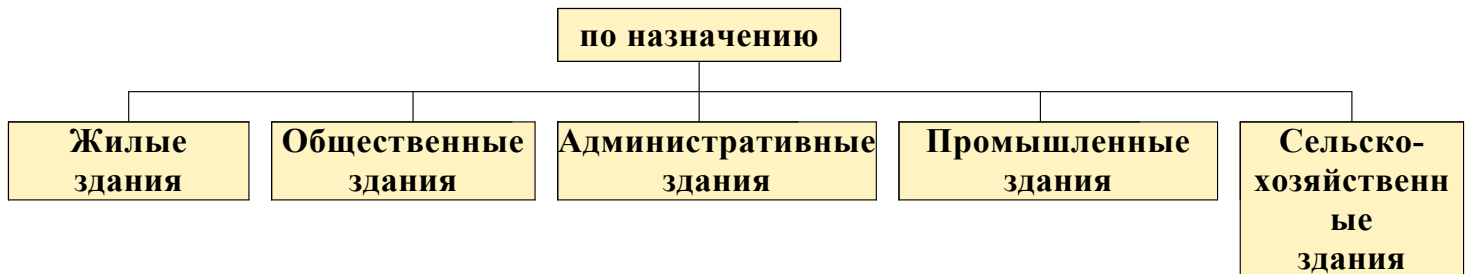 по назначению
Жилые
здания
Общественные
здания
Административные
здания
Промышленные
здания
Сельско-
хозяйственн
ые
здания